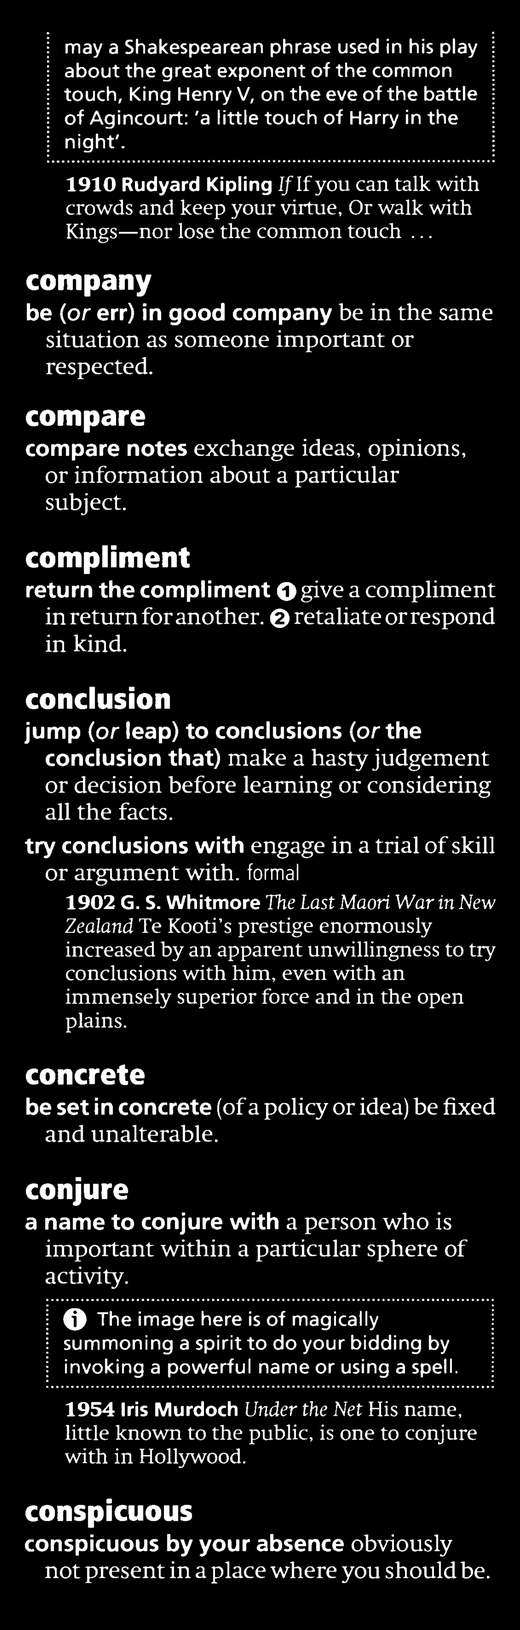 may a Shakespearean phrase used in his play
about the great exponent of the common
touch, King Henry V, on the eve of the battle
of Agincourt: 'a little touch of Harry in the
night'.
1910 Rudyard Kipling If If you can talk with
crowds and keep your virtue, Or walk with
Kings—nor lose the common touch ...
company
be (or err) in good company be in the same
situation as someone important or
respected.
compare
compare notes exchange ideas, opinions,
or information about a particular
subject.
compliment
return the compliment ❶ give a compliment
in return for another. ❷ retaliate or respond
in kind.
conclusion
jump (or leap) to conclusions (or the
conclusion that) make a hasty judgement
or decision before learning or considering
all the facts.
try conclusions with engage in a trial of skill
or argument with. formal
1902 G. S. Whitmore The Last Maori War in New
Zealand Te Kooti's prestige enormously
increased by an apparent unwillingness to try
conclusions with him, even with an
immensely superior force and in the open
plains.
concrete
be set in concrete (of a policy or idea) be fixed
and unalterable.
conjure
a name to conjure with a person who is
important within a particular sphere of
activity.
i The image here is of magically
summoning a spirit to do your bidding by
invoking a powerful name or using a spell.
1954 Iris Murdoch Under the Net His name,
little known to the public, is one to conjure
with in Hollywood.
conspicuous
conspicuous by your absence obviously
not present in a place where you should be.